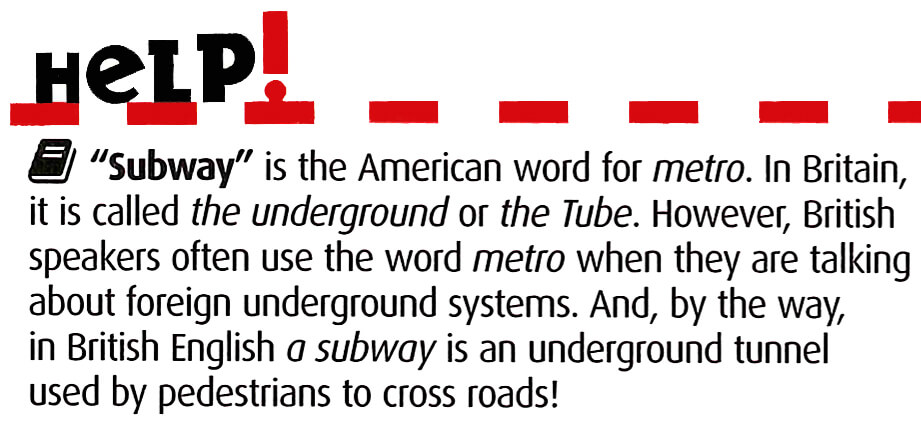 HeLP!
“Subway” is the American word for metro. In Britain,
it is called the underground or the Tube. However, British
speakers often use the word metro when they are talking
about foreign underground systems. And, by the way,
in British English a subway is an underground tunnel
used by pedestrians to cross roads!